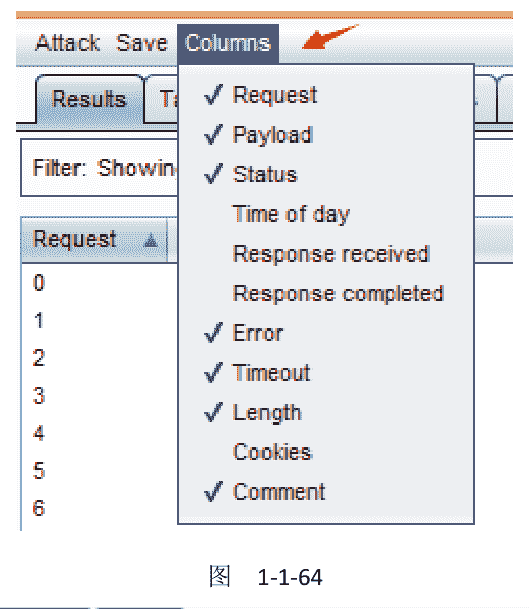 Attack Save Columns
Results
Request
Payload
Status
Time of day
Response received
Response completed
Error
Timeout
Length
Cookies
Comment
Filter: Showin
Request
0
1
2
3
4
5
6
图 1-1-64